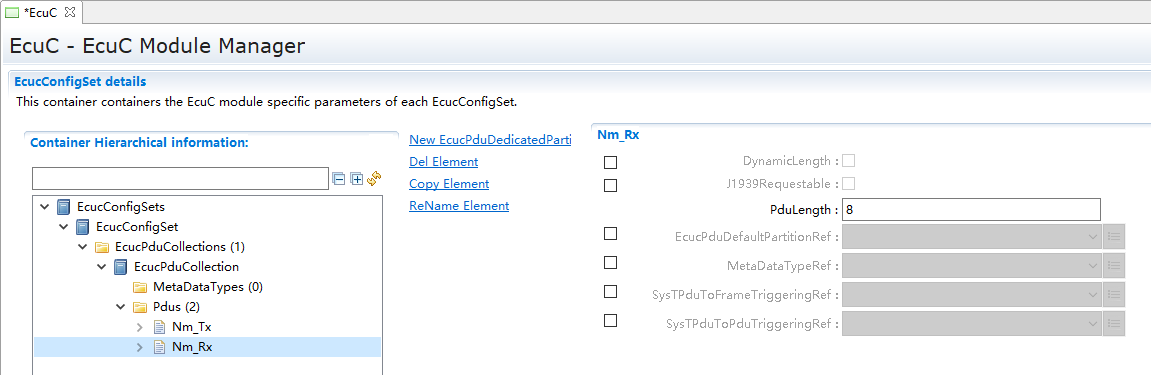 *EcuC
EcuC - EcuC Module Manager
EcucConfigSet details
This container containers the EcuC module specific parameters of each EcucConfigSet.
Container Hierarchical information:
EcucConfigSets
EcucConfigSet
EcucPduCollections (1)
EcucPduCollection
MetaDataTypes (0)
Pdus (2)
Nm_Tx
Nm_Rx
New EcucPduDedicatedParti
Del Element
Copy Element
ReName Element
Nm_Rx
DynamicLength :
J1939Requestable :
PduLength : 8
EcucPduDefaultPartitionRef :
MetaDataTypeRef :
SysTPduToFrameTriggeringRef :
SysTPduToPduTriggeringRef :